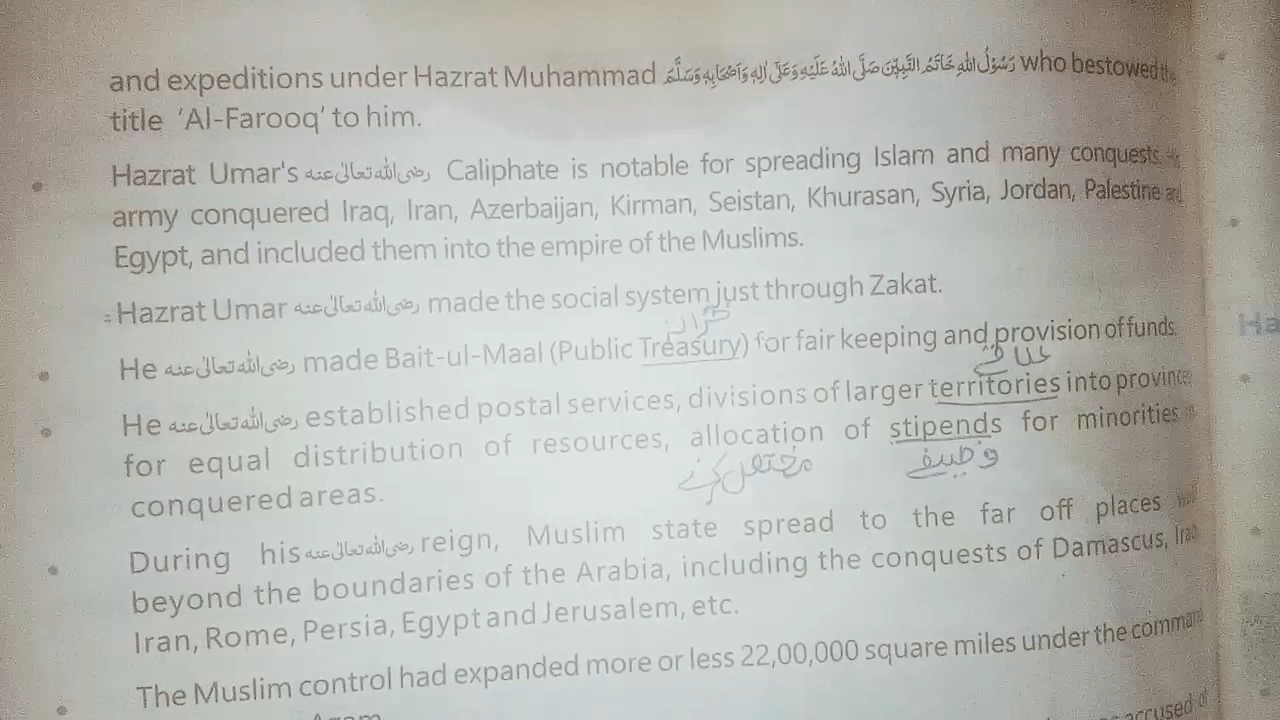 and expeditions under Hazrat Muhammad رَسُولُ اللهِ خَاتَمُ النَّبِيّٖنَ صَلَّى اللهُ عَلَيْهِ وَعَلٰى اٰلِهٖ وَاَصْحَابِهٖ وَسَلَّمَ who bestowed the
title 'Al-Farooq' to him.
Hazrat Umar's رضی اللہ تعالیٰ عنہ Caliphate is notable for spreading Islam and many conquests
army conquered Iraq, Iran, Azerbaijan, Kirman, Seistan, Khurasan, Syria, Jordan, Palestine and
Egypt, and included them into the empire of the Muslims.
Hazrat Umar رضی اللہ تعالیٰ عنہ made the social system just through Zakat.
He رضی اللہ تعالیٰ عنہ made Bait-ul-Maal (Public Treasury) for fair keeping and provision of funds
علاقے
He رضی اللہ تعالیٰ عنہ established postal services, divisions of larger territories into province
for equal distribution of resources, allocation of stipends for minorities
وظیفے
conquered areas.
During his رضی اللہ تعالیٰ عنہ reign, Muslim state spread to the far off places
beyond the boundaries of the Arabia, including the conquests of Damascus, Iraq
Iran, Rome, Persia, Egypt and Jerusalem, etc.
The Muslim control had expanded more or less 22,00,000 square miles under the comman
accused of
Ha